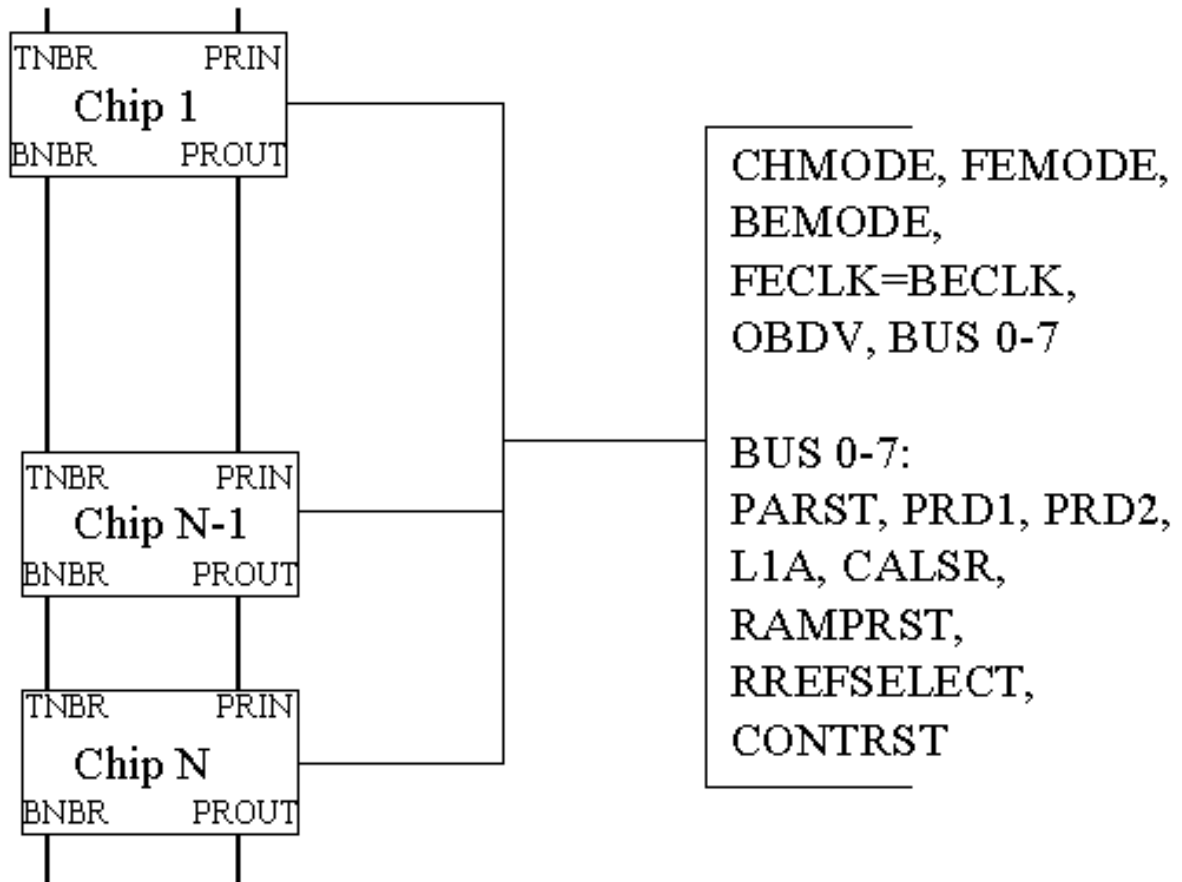 TNBR PRIN
Chip 1
BNBR PROUT
TNBR PRIN
Chip N-1
BNBR PROUT
TNBR PRIN
Chip N
BNBR PROUT
CHMODE, FEMODE,
BEMODE,
FECLK=BECLK,
OBDV, BUS 0-7
BUS 0-7:
PARST, PRD1, PRD2,
L1A, CALSR,
RAMPRST,
RREFSELECT,
CONTRST